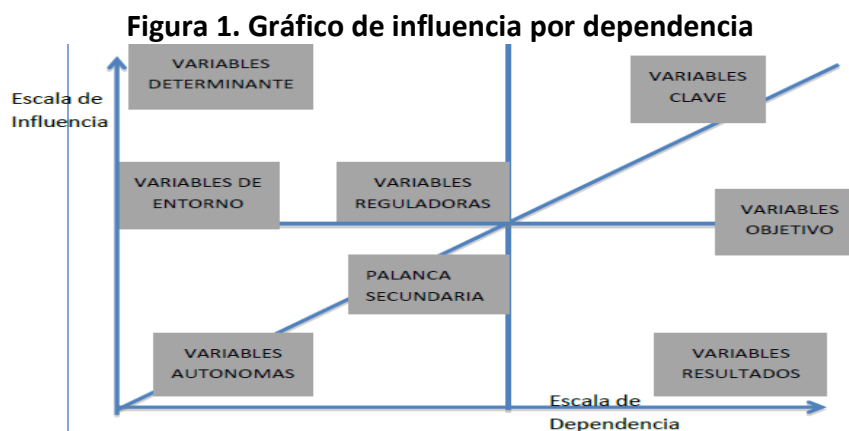 Figura 1. Gráfico de influencia por dependencia
VARIABLES
DETERMINANTE
VARIABLES
CLAVE
Escala de
Influencia
VARIABLES DE
ENTORNO
VARIABLES
REGULADORAS
VARIABLES
OBJETIVO
PALANCA
SECUNDARIA
VARIABLES
AUTONOMAS
VARIABLES
RESULTADOS
Escala de
Dependencia